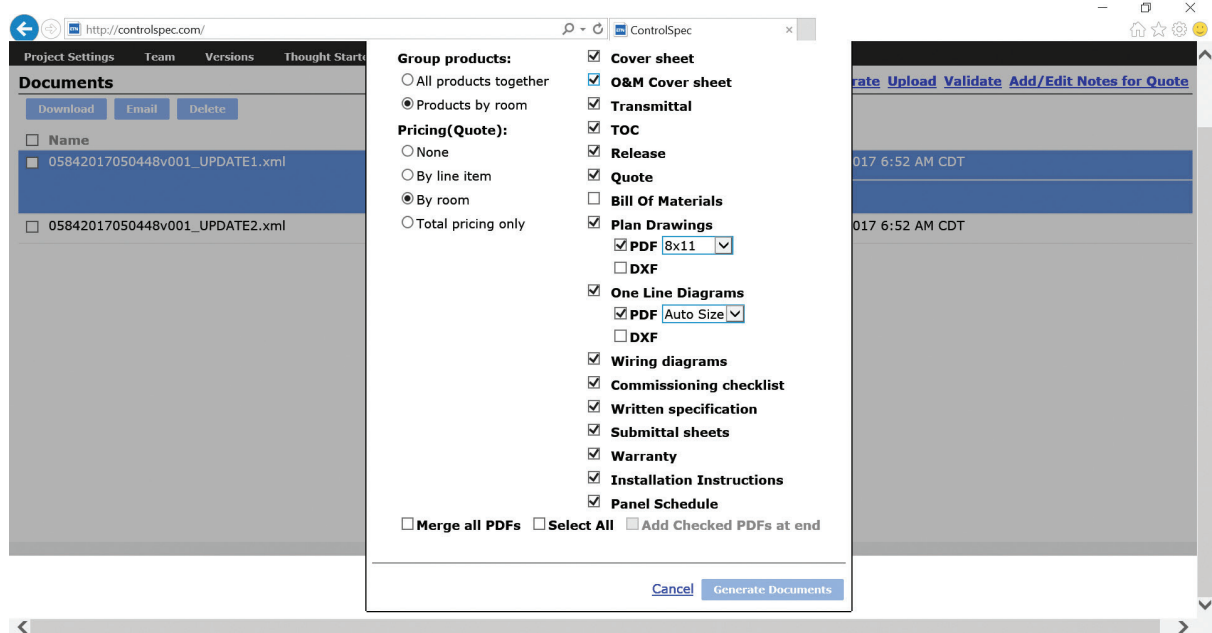 http://controlspec.com/
ControlSpec
Project Settings Team Versions Thought Starte
Documents
rate Upload Validate Add/Edit Notes for Quote
Download Email Delete
Name
05842017050448v001_UPDATE1.xml
017 6:52 AM CDT
05842017050448v001_UPDATE2.xml
017 6:52 AM CDT
Group products:
All products together
Products by room
Pricing(Quote):
None
By line item
By room
Total pricing only
Cover sheet
O&M Cover sheet
Transmittal
TOC
Release
Quote
Bill Of Materials
Plan Drawings
PDF 8x11
DXF
One Line Diagrams
PDF Auto Size
DXF
Wiring diagrams
Commissioning checklist
Written specification
Submittal sheets
Warranty
Installation Instructions
Panel Schedule
Merge all PDFs Select All Add Checked PDFs at end
Cancel Generate Documents